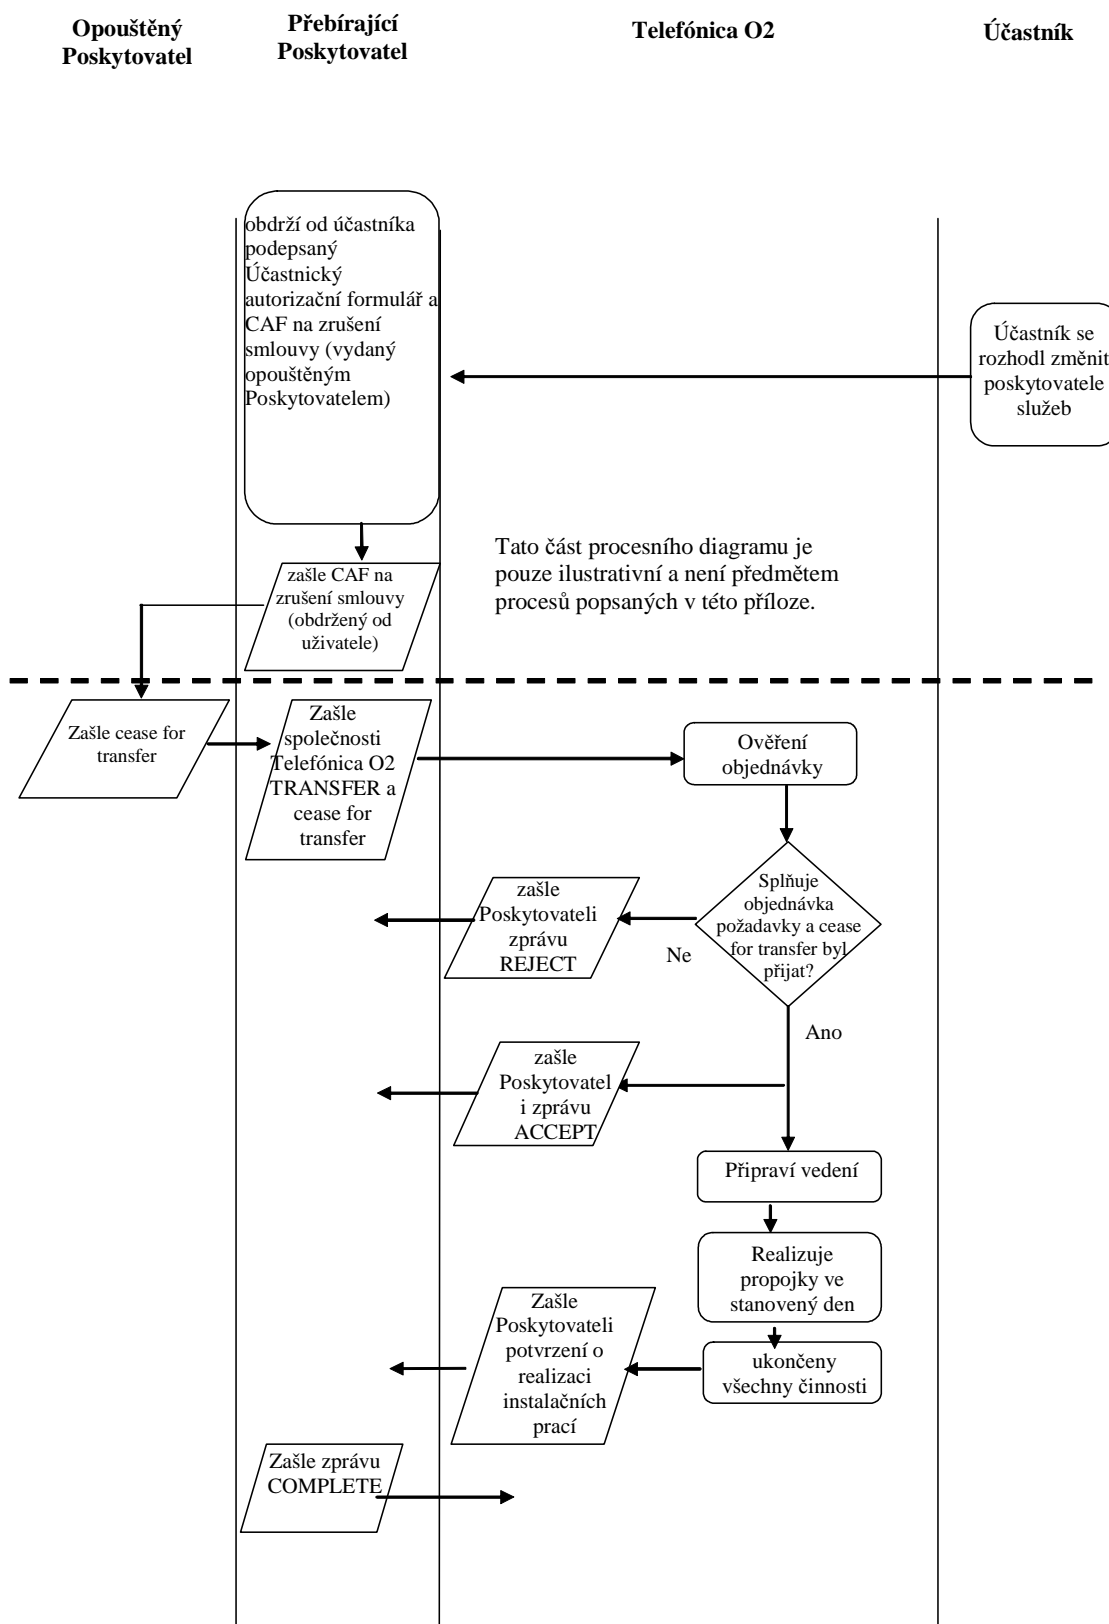 Opouštěný
Poskytovatel
Přebírající
Poskytovatel
Telefónica O2
Účastník
obdrží od účastníka
podepsaný
Účastnický
autorizační formulář a
CAF na zrušení
smlouvy (vydaný
opouštěným
Poskytovatelem)
Účastník se
rozhodl změnit
poskytovatele
služeb
Tato část procesního diagramu je
pouze ilustrativní a není předmětem
procesů popsaných v této příloze.
zašle CAF na
zrušení smlouvy
(obdržený od
uživatele)
Zašle cease for
transfer
Zašle
společnosti
Telefónica O2
TRANSFER a
cease for
transfer
Ověření
objednávky
Splňuje
objednávka
požadavky a cease
for transfer byl
přijat?
Ne
zašle
Poskytovateli
zprávu
REJECT
Ano
zašle
Poskytovatel
i zprávu
ACCEPT
Připraví vedení
Realizuje
propojky ve
stanovený den
ukončeny
všechny činnosti
Zašle
Poskytovateli
potvrzení o
realizaci
instalačních
prací
Zašle zprávu
COMPLETE